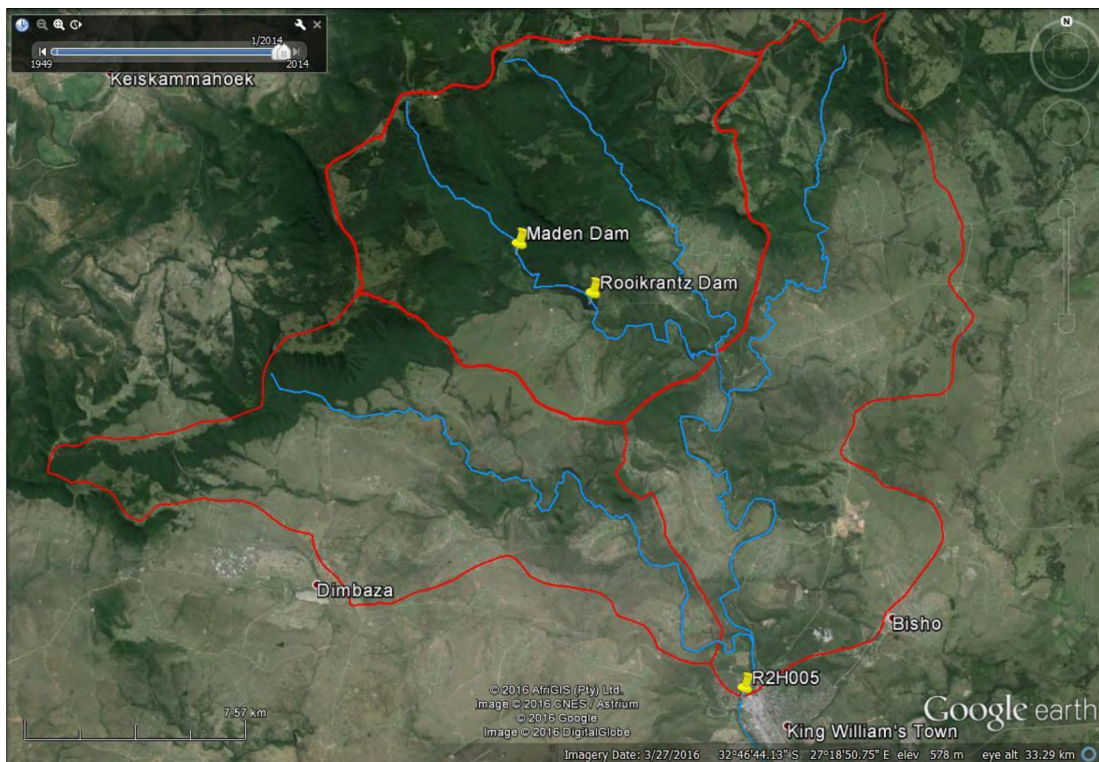 1/2014
1949
2014
Keiskammahoek
N
Maden Dam
Rooikrantz Dam
Dimbaza
Bisho
R2H005
© 2016 AfriGIS (Pty) Ltd.
Image © 2016 CNES / Astrium
© 2016 Google
Image © 2016 DigitalGlobe
7.57 km
Google earth
King William's Town
Imagery Date: 3/27/2016 32°46'44.13" S 27°18'50.75" E elev 578 m eye alt 33.29 km